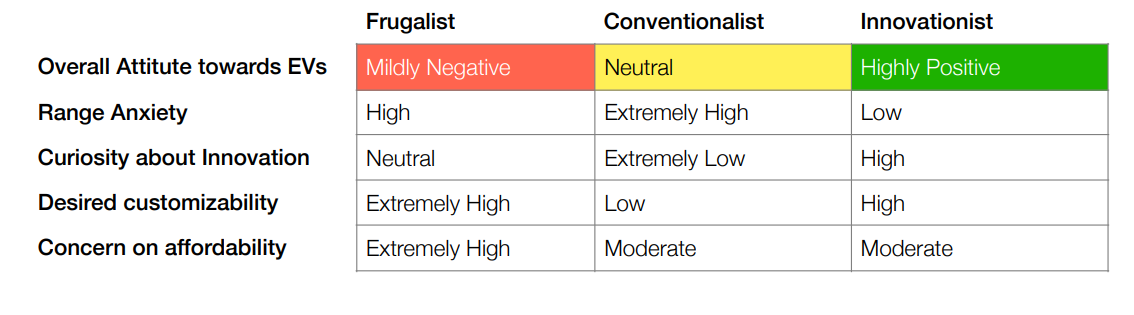 Frugalist Conventionalist Innovationist
Overall Attitute towards EVs Mildly Negative Neutral Highly Positive
Range Anxiety High Extremely High Low
Curiosity about Innovation Neutral Extremely Low High
Desired customizability Extremely High Low High
Concern on affordability Extremely High Moderate Moderate